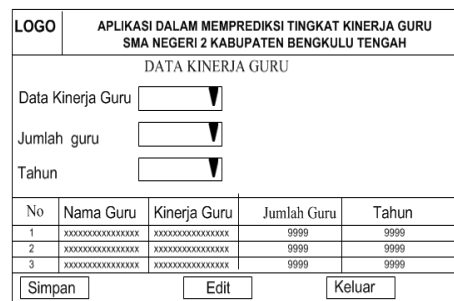 LOGO
APLIKASI DALAM MEMPREDIKSI TINGKAT KINERJA GURU
SMA NEGERI 2 KABUPATEN BENGKULU TENGAH
DATA KINERJA GURU
Data Kinerja Guru
Jumlah guru
Tahun
No Nama Guru Kinerja Guru Jumlah Guru Tahun
1 xxxxxxxxxxxxxxxx xxxxxxxxxxxxxxxx 9999 9999
2 xxxxxxxxxxxxxxxx xxxxxxxxxxxxxxxx 9999 9999
3 xxxxxxxxxxxxxxxx xxxxxxxxxxxxxxxx 9999 9999
Simpan Edit Keluar